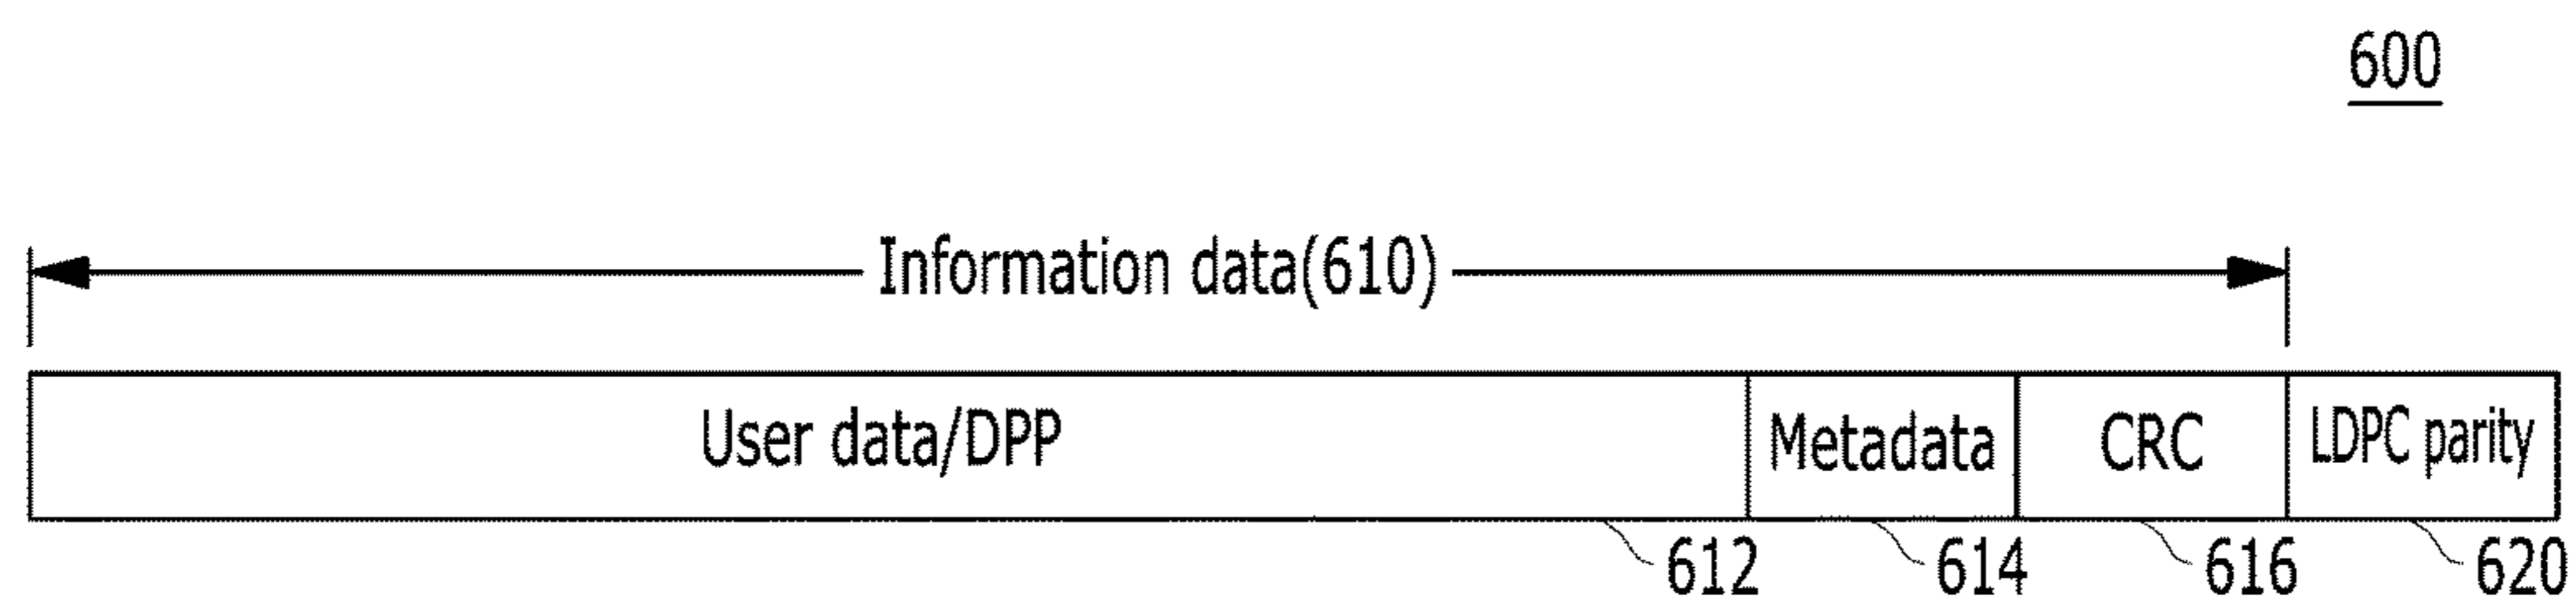 600
Information data(610)
User data/DPP Metadata CRC LDPC parity
612 614 616 620